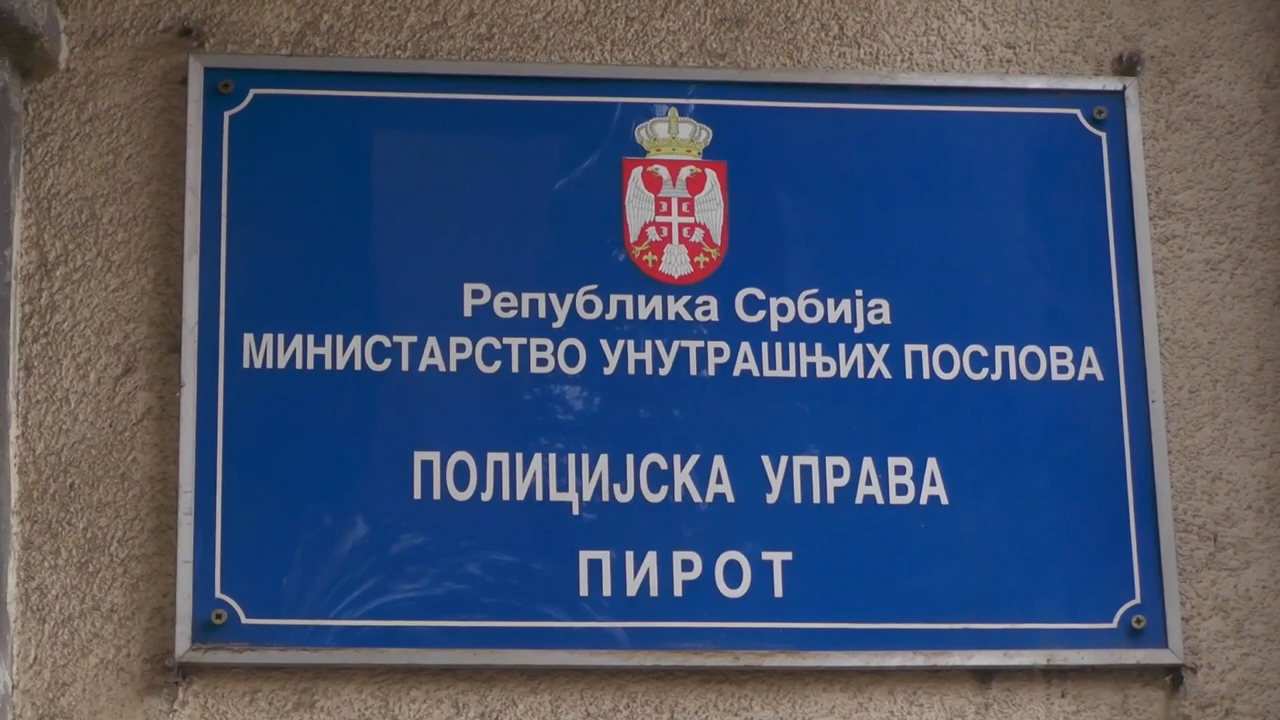 Република Србија
МИНИСТАРСТВО УНУТРАШЊИХ ПОСЛОВА
ПОЛИЦИЈСКА УПРАВА
ПИРОТ